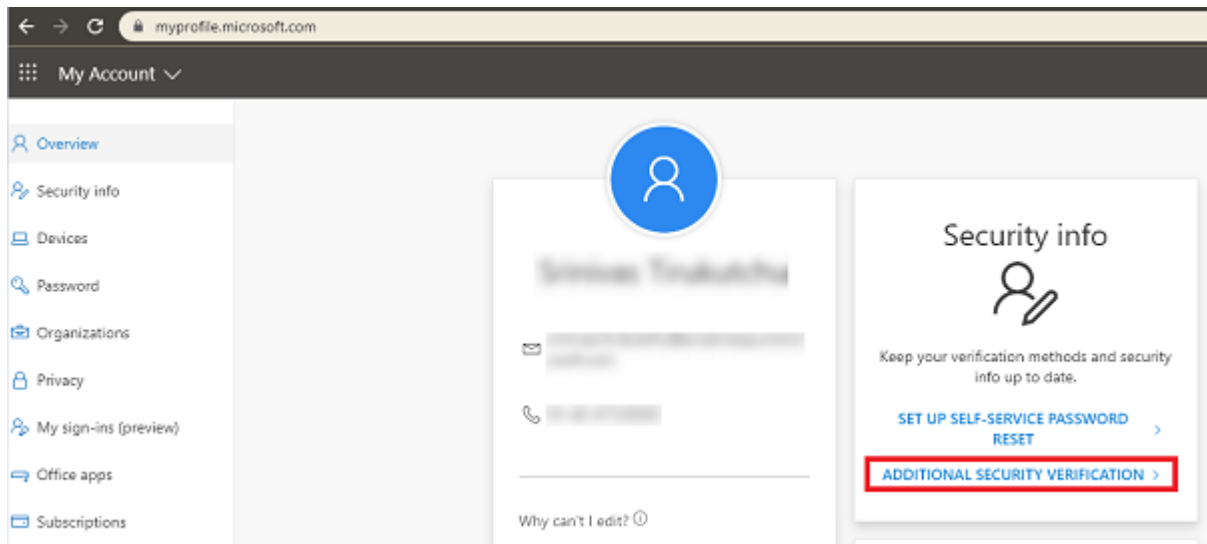 myprofile.microsoft.com
My Account
Overview
Security info
Devices
Password
Organizations
Privacy
My sign-ins (preview)
Office apps
Subscriptions
Why can't I edit?
Security info
Keep your verification methods and security
info up to date.
SET UP SELF-SERVICE PASSWORD
RESET
ADDITIONAL SECURITY VERIFICATION